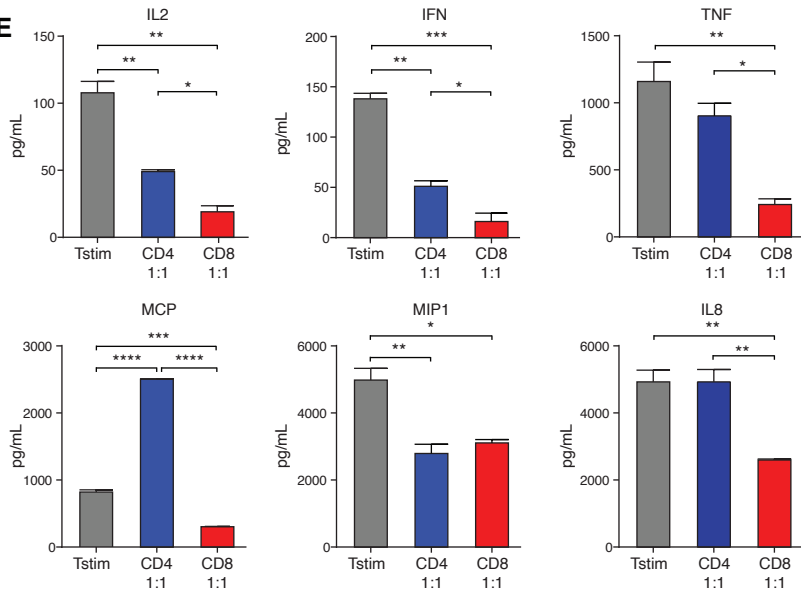 E
IL2
150
100
50
0
pg/mL
**
**
*
Tstim
CD4
1:1
CD8
1:1
IFN
200
150
100
50
0
pg/mL
***
**
*
Tstim
CD4
1:1
CD8
1:1
TNF
1500
1000
500
0
pg/mL
**
*
Tstim
CD4
1:1
CD8
1:1
MCP
3000
2000
1000
0
pg/mL
***
**** ****
Tstim
CD4
1:1
CD8
1:1
MIP1
6000
4000
2000
0
pg/mL
*
**
Tstim
CD4
1:1
CD8
1:1
IL8
6000
4000
2000
0
pg/mL
**
**
Tstim
CD4
1:1
CD8
1:1